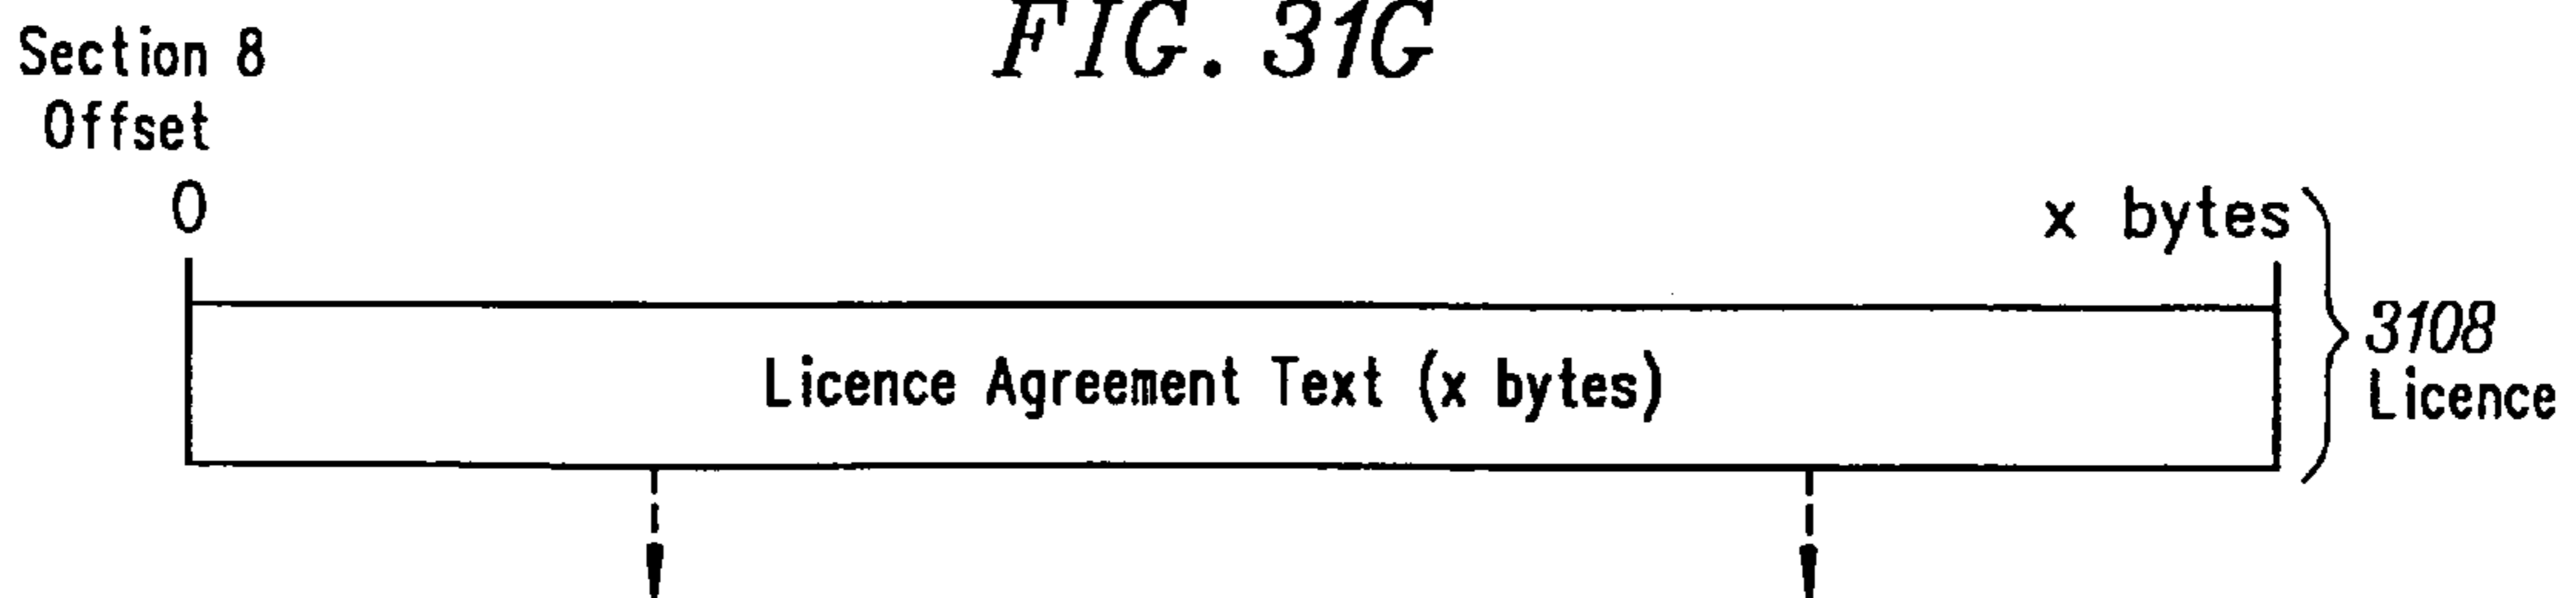 FIG. 31G
Section 8
Offset
0
x bytes
Licence Agreement Text (x bytes)
3108
Licence